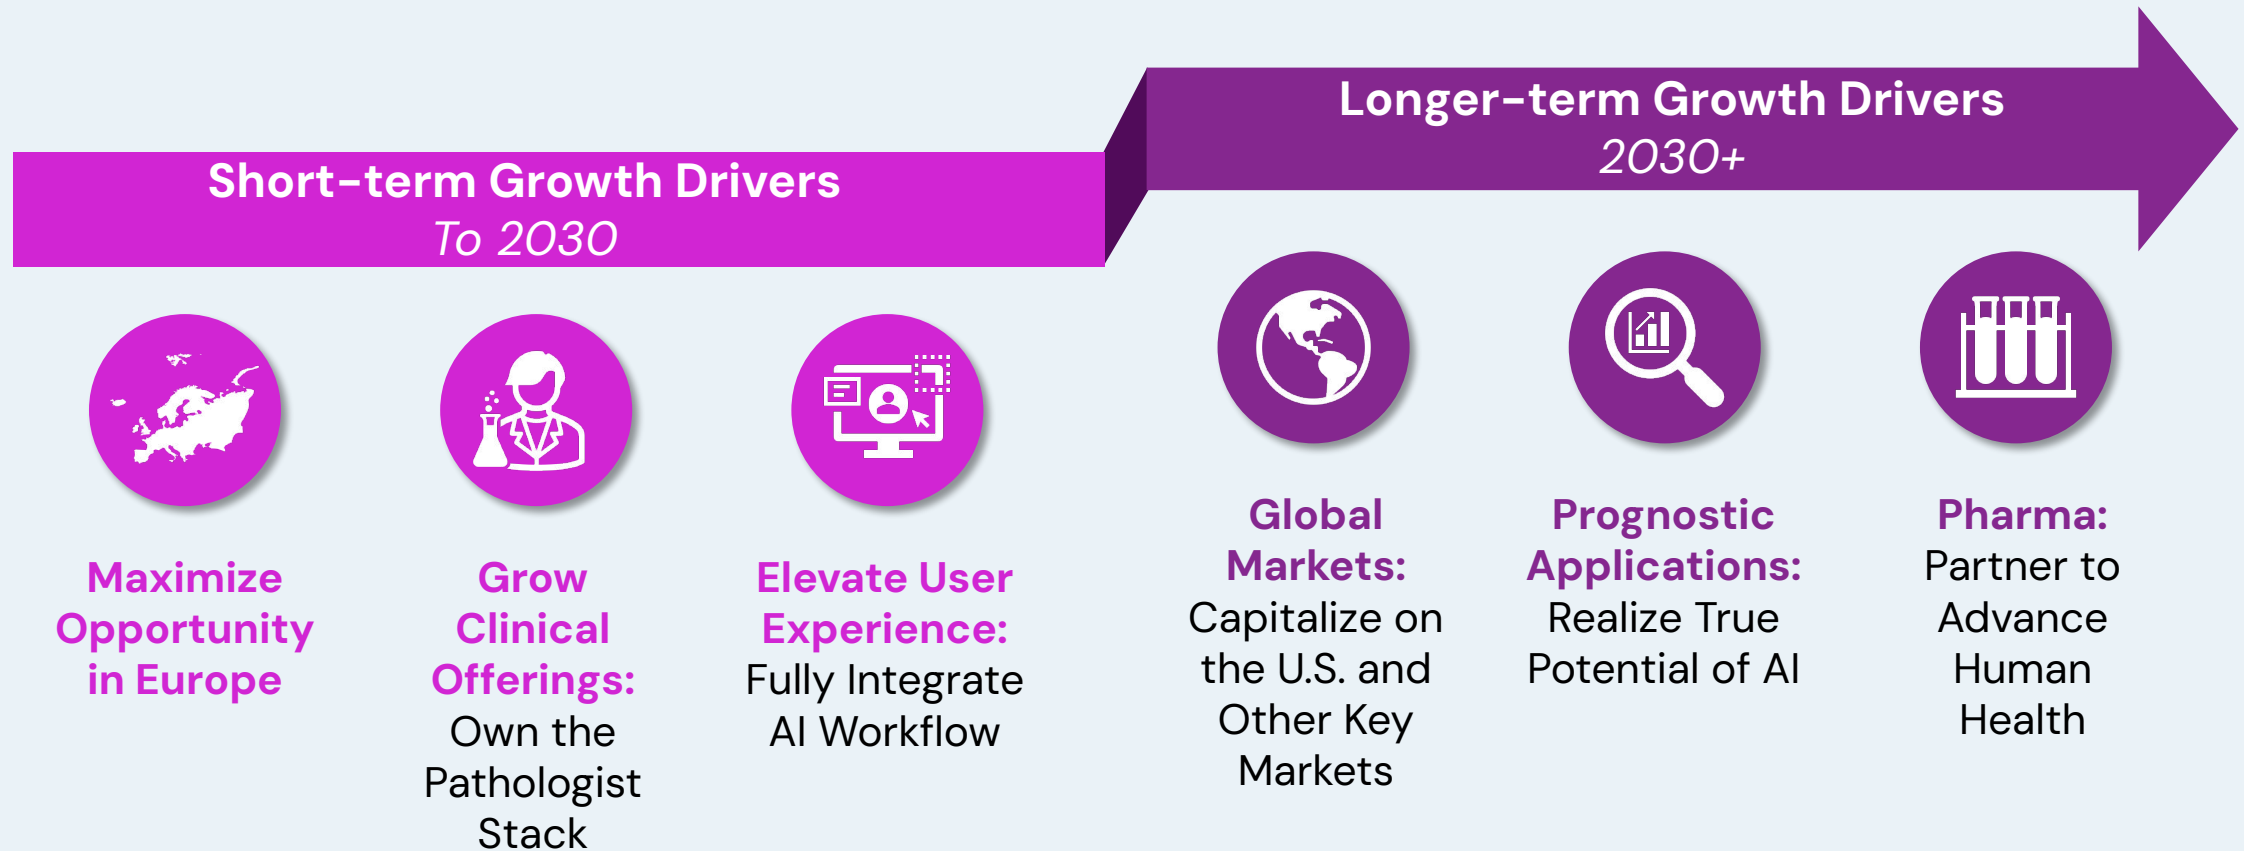 Short-term Growth Drivers
To 2030
Longer-term Growth Drivers
2030+
Maximize
Opportunity
in Europe
Grow
Clinical
Offerings:
Own the
Pathologist
Stack
Elevate User
Experience:
Fully Integrate
AI Workflow
Global
Markets:
Capitalize on
the U.S. and
Other Key
Markets
Prognostic
Applications:
Realize True
Potential of AI
Pharma:
Partner to
Advance
Human
Health